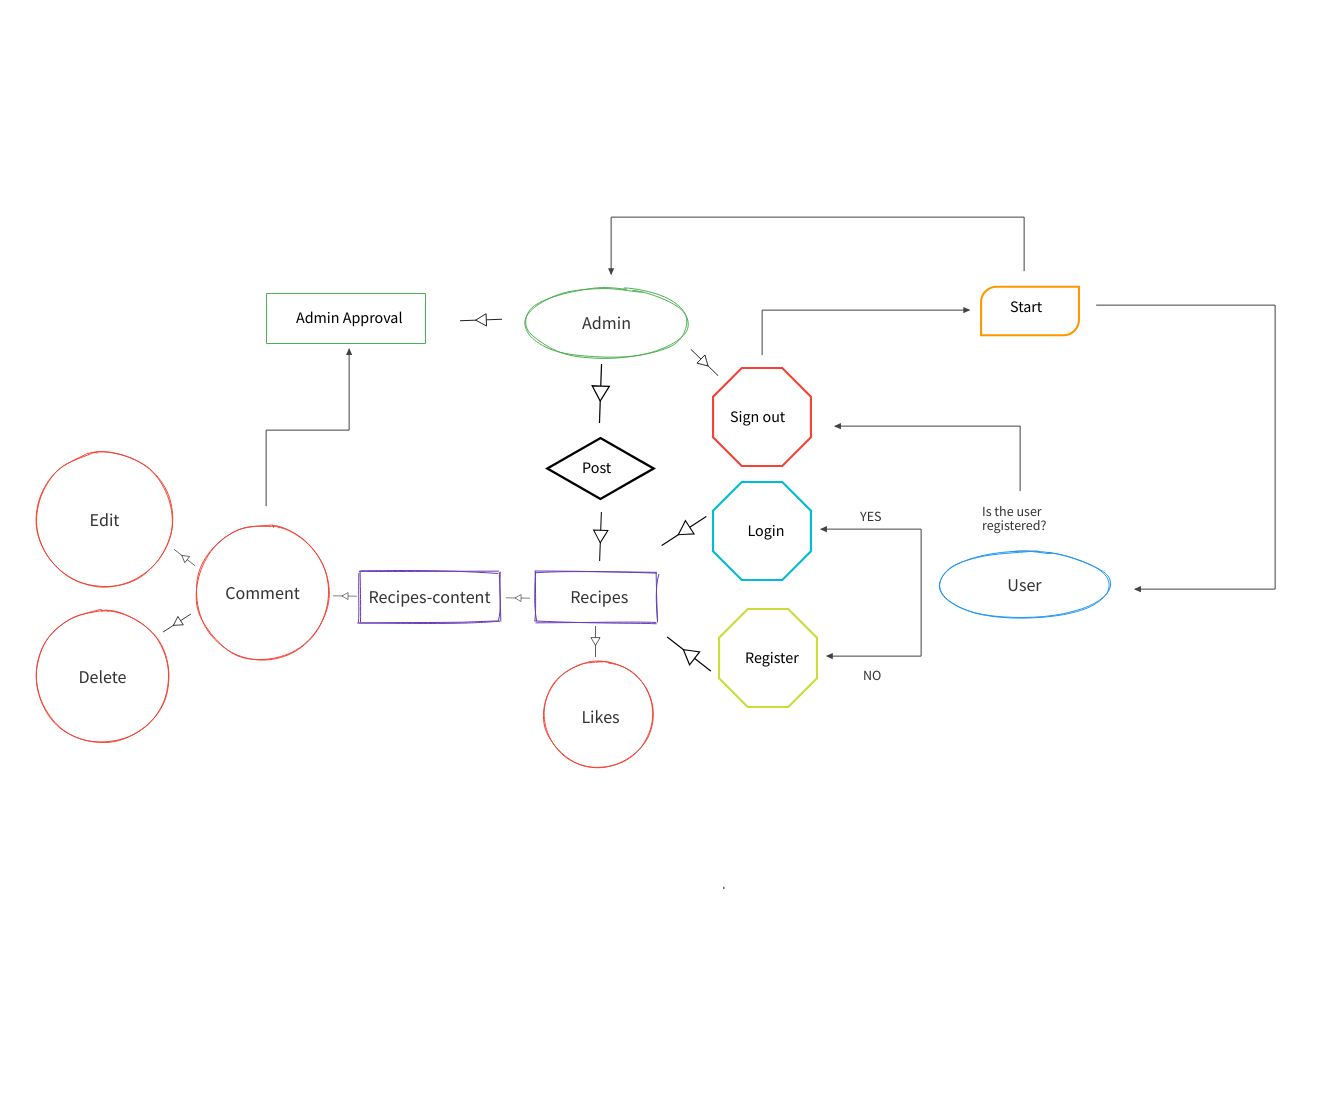 Start
Admin Approval
Admin
Sign out
Post
Is the user
registered?
YES
Edit
Login
User
Comment
Recipes-content
Recipes
Register
NO
Delete
Likes
.